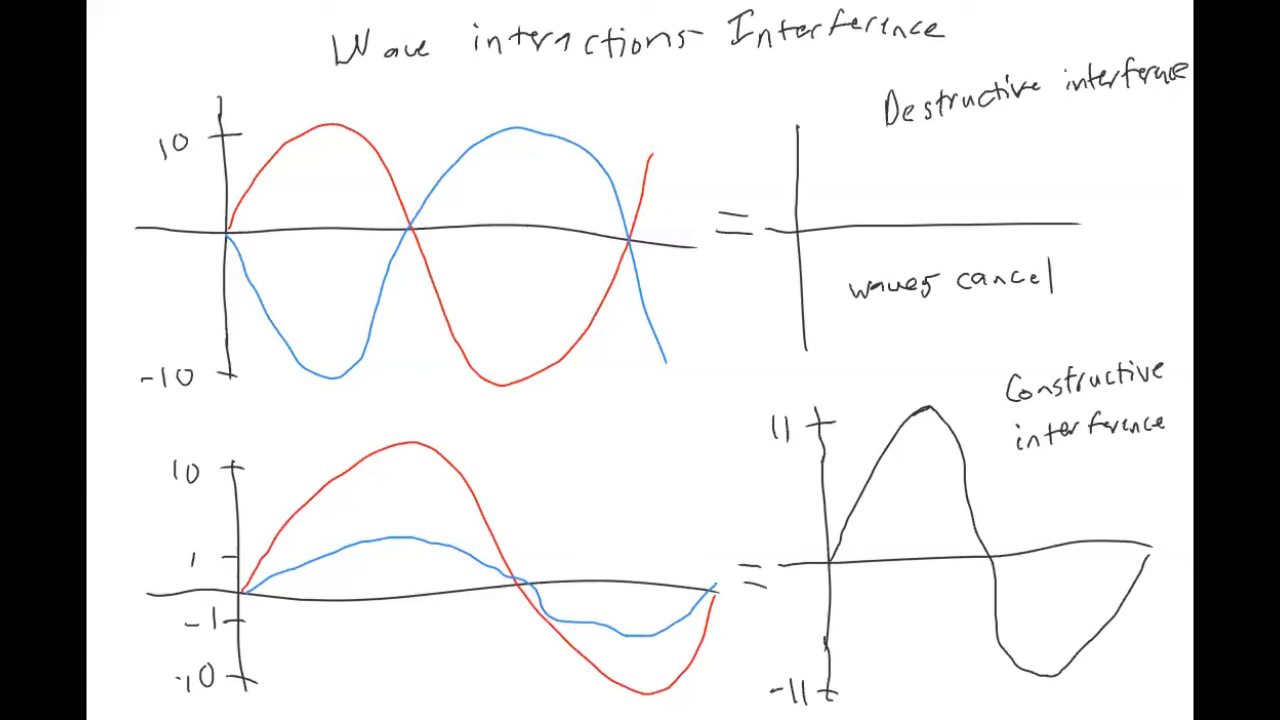 Wave interactions- Interference
Destructive interference
10
-10
=
waves cancel
Constructive
interference
10
1
-1
-10
=
11
-11